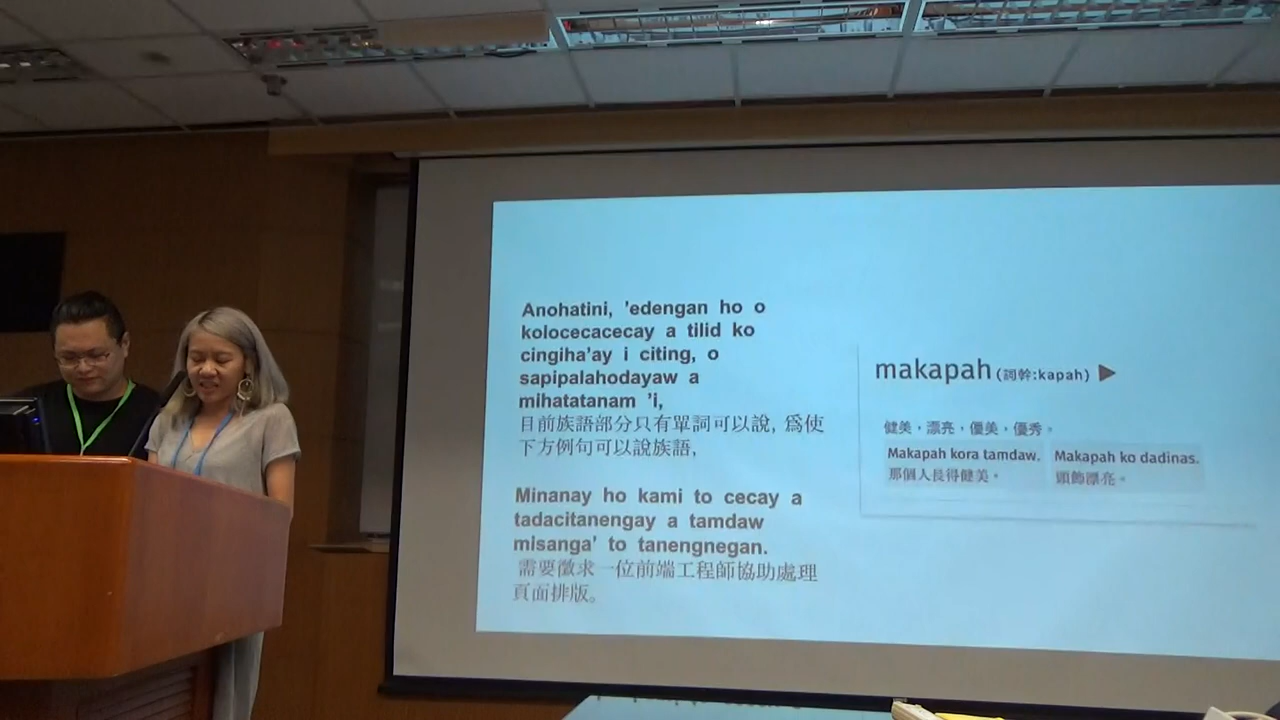 Anohatini, 'edengan ho o
kolocecacecay a tilid ko
cingiha'ay i citing, o
sapipalahodayaw a
mihatatanam 'i,
目前族語部分只有單詞可以說, 為使
下方例句可以說族語,
Minanay ho kami to cecay a
tadacitanengay a tamdaw
misanga' to tanengnegan.
需要徵求一位前端工程師協助處理
頁面排版。
makapah (詞幹:kapah) ▶
健美，漂亮，優美，優秀。
Makapah kora tamdaw.
那個人長得健美。
Makapah ko dadinas.
頭飾漂亮。